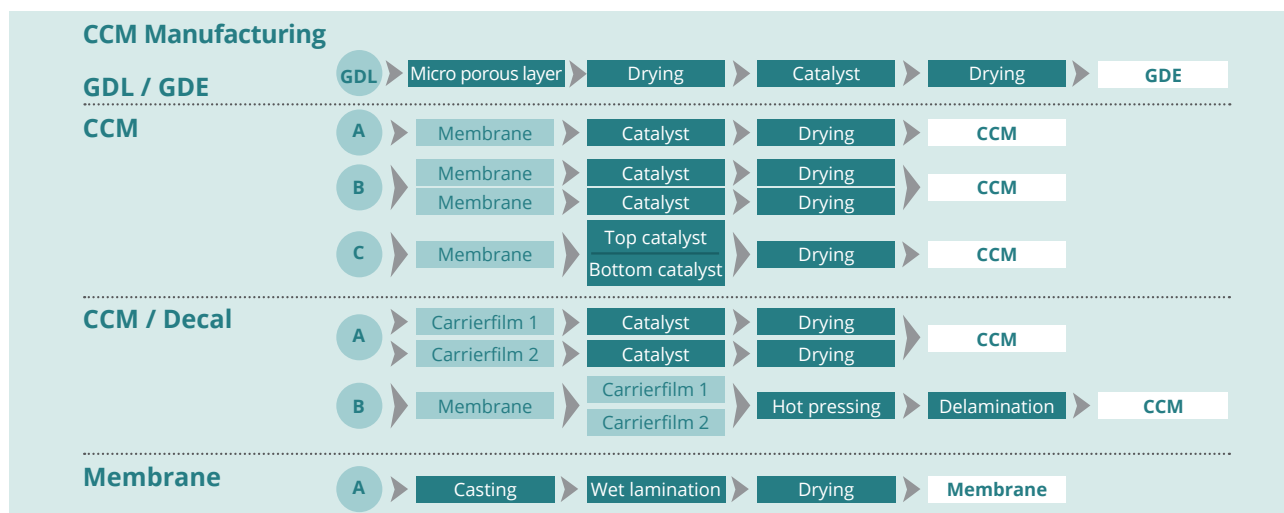 CCM Manufacturing
GDL / GDE
GDL Micro porous layer Drying Catalyst Drying GDE
CCM
A Membrane Catalyst Drying CCM
B Membrane Catalyst Drying CCM
Membrane Catalyst Drying
C Membrane Top catalyst Drying CCM
Bottom catalyst
CCM / Decal
A Carrierfilm 1 Catalyst Drying CCM
Carrierfilm 2 Catalyst Drying
B Membrane Carrierfilm 1 Hot pressing Delamination CCM
Carrierfilm 2
Membrane
A Casting Wet lamination Drying Membrane